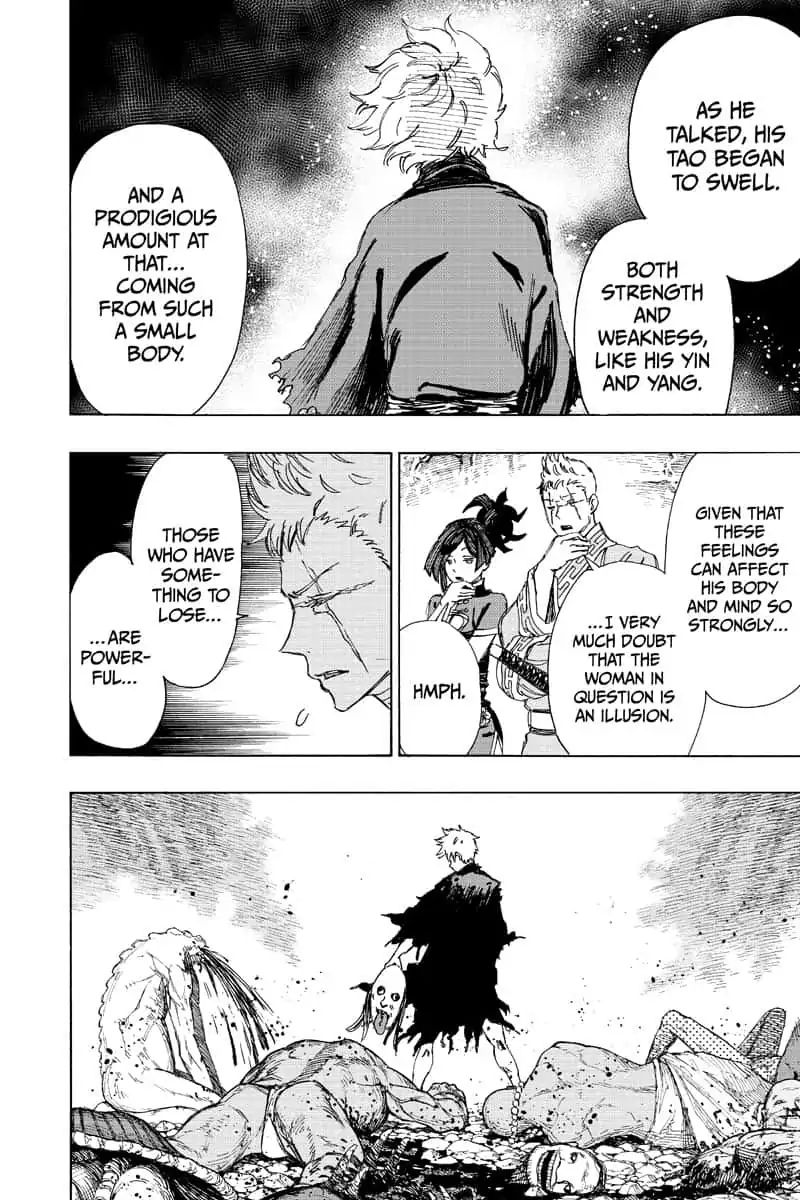 AS HE
TALKED, HIS
TAO BEGAN
TO SWELL.
BOTH
STRENGTH
AND
WEAKNESS,
LIKE HIS YIN
AND YANG.
AND A
PRODIGIOUS
AMOUNT AT
THAT...
COMING
FROM SUCH
A SMALL
BODY.
GIVEN THAT
THESE
FEELINGS
CAN AFFECT
HIS BODY
AND MIND SO
STRONGLY...
...I VERY
MUCH DOUBT
THAT THE
WOMAN IN
QUESTION IS
AN ILLUSION.
HMPH.
THOSE
WHO HAVE
SOME-
THING TO
LOSE...
...ARE
POWER-
FUL...